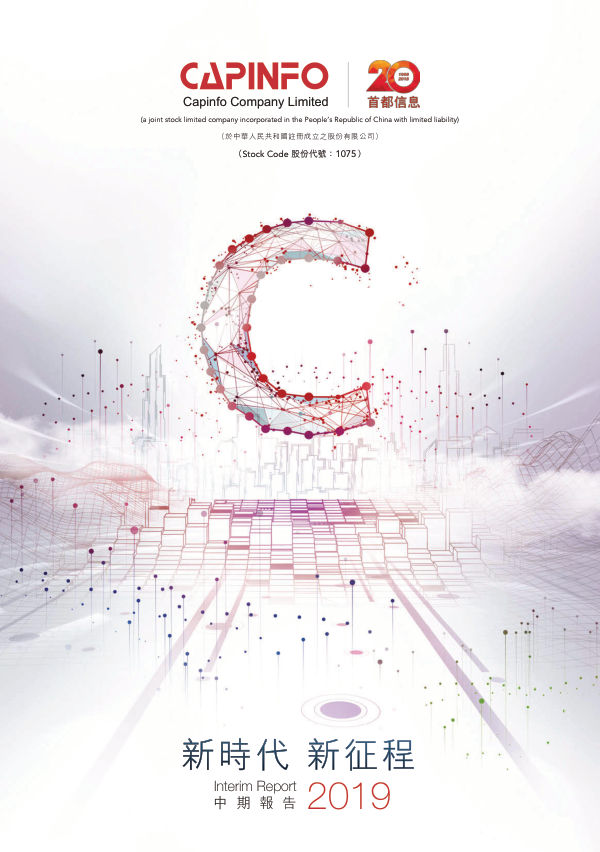 CAPINFO
Capinfo Company Limited
20
1998
2018
首都信息
(a joint stock limited company incorporated in the People's Republic of China with limited liability)
（於中華人民共和國註冊成立之股份有限公司）
（Stock Code 股份代號：1075）
新時代 新征程
Interim Report
中期報告
2019